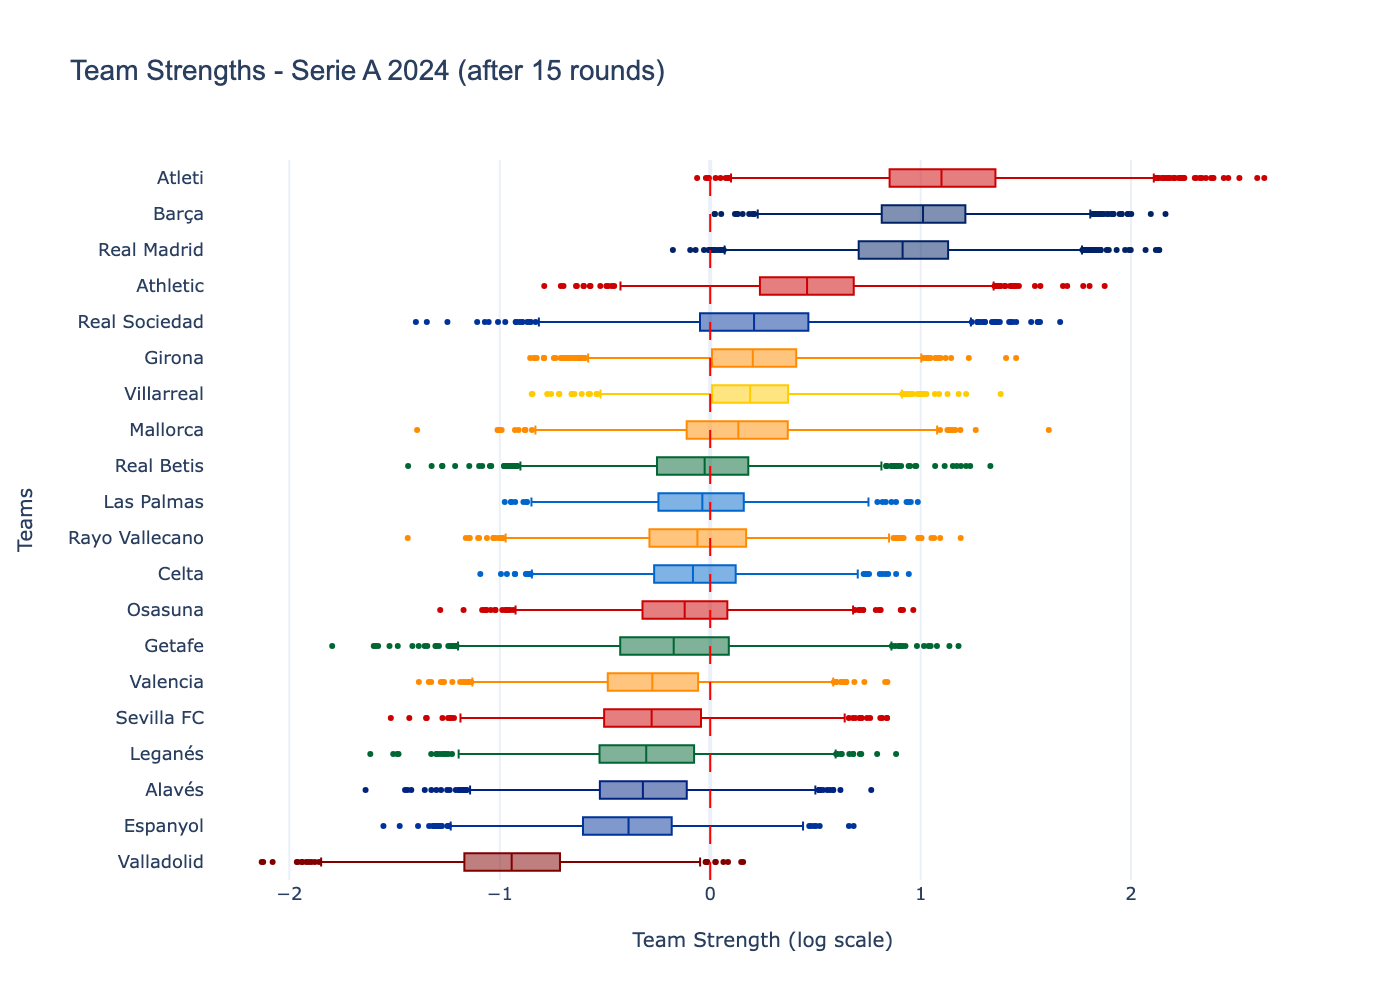 Team Strengths - Serie A 2024 (after 15 rounds)
Teams
Atleti
Barça
Real Madrid
Athletic
Real Sociedad
Girona
Villarreal
Mallorca
Real Betis
Las Palmas
Rayo Vallecano
Celta
Osasuna
Getafe
Valencia
Sevilla FC
Leganés
Alavés
Espanyol
Valladolid
−2 −1 0 1 2
Team Strength (log scale)